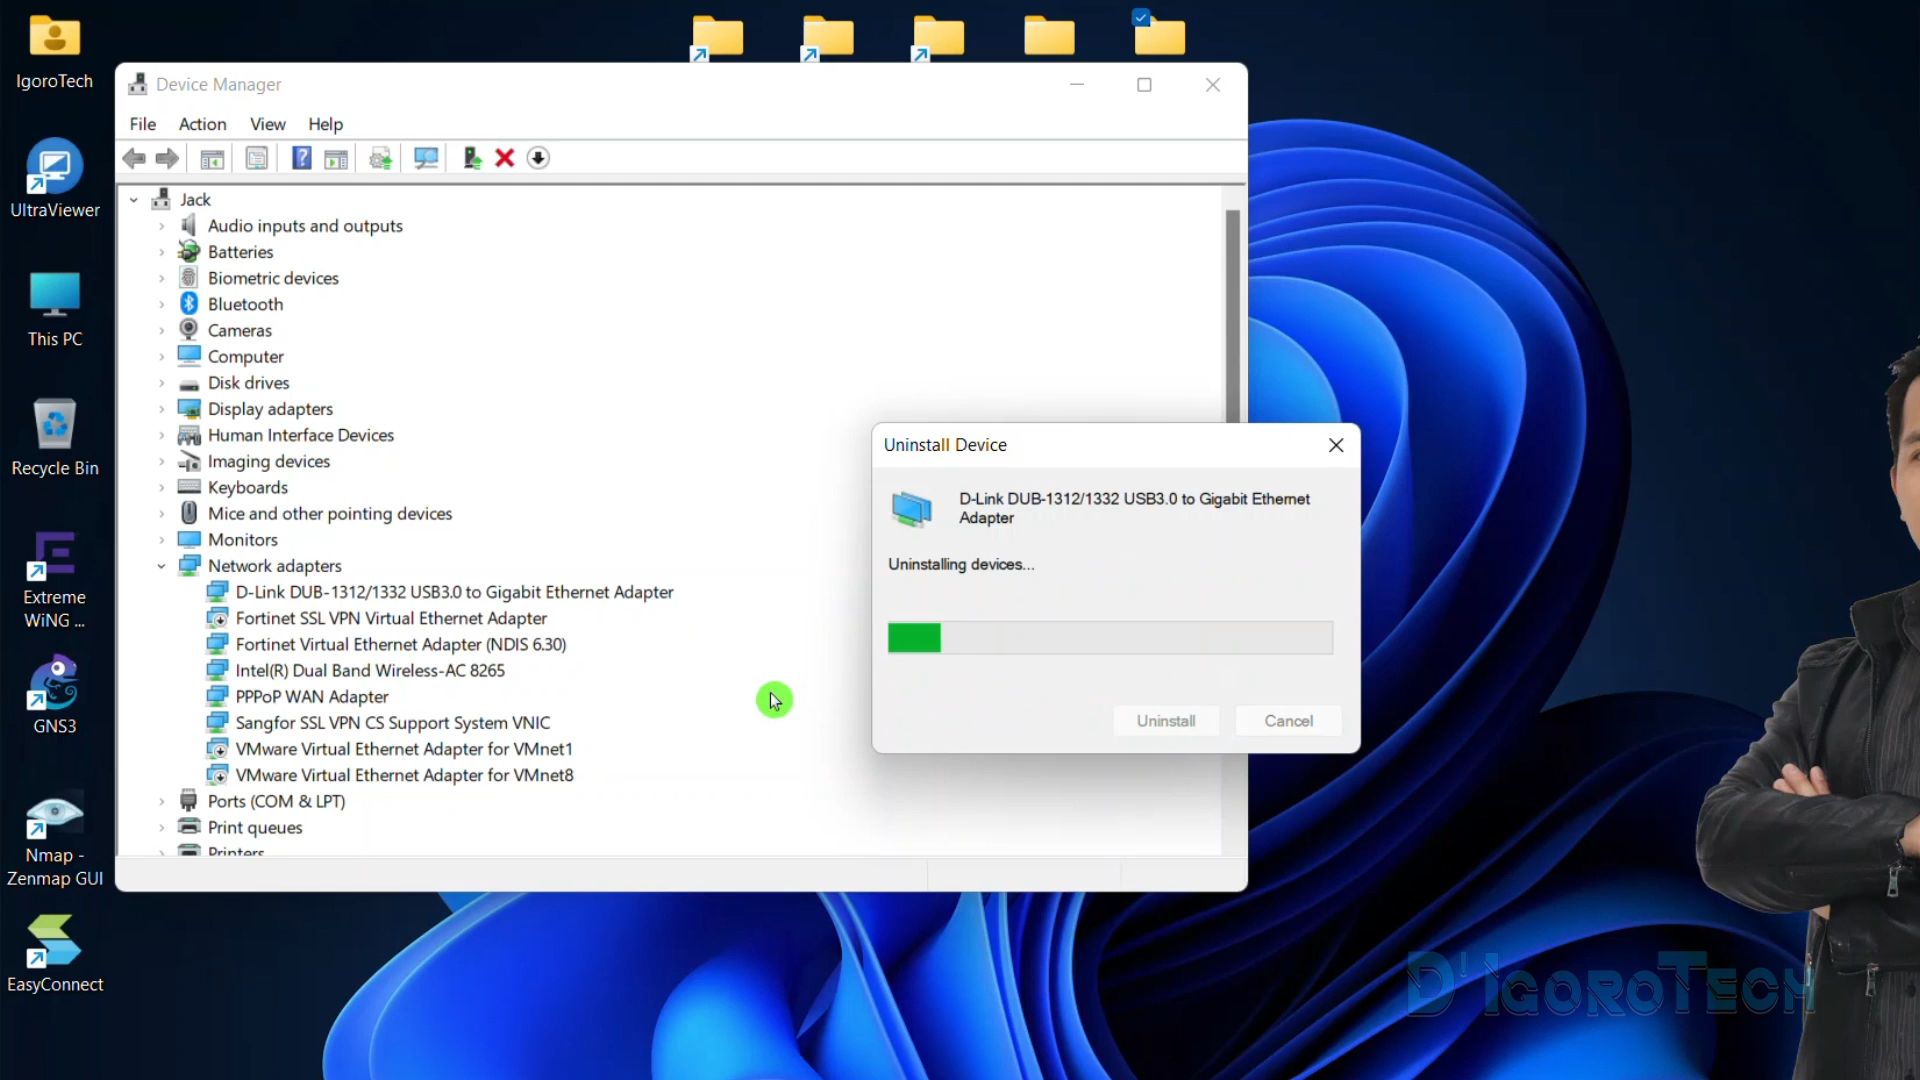 IgoroTech
UltraViewer
This PC
Recycle Bin
Extreme
WiNG ...
GNS3
Nmap -
Zenmap GUI
EasyConnect
Device Manager
File Action View Help
Jack
Audio inputs and outputs
Batteries
Biometric devices
Bluetooth
Cameras
Computer
Disk drives
Display adapters
Human Interface Devices
Imaging devices
Keyboards
Mice and other pointing devices
Monitors
Network adapters
D-Link DUB-1312/1332 USB3.0 to Gigabit Ethernet Adapter
Fortinet SSL VPN Virtual Ethernet Adapter
Fortinet Virtual Ethernet Adapter (NDIS 6.30)
Intel(R) Dual Band Wireless-AC 8265
PPPoP WAN Adapter
Sangfor SSL VPN CS Support System VNIC
VMware Virtual Ethernet Adapter for VMnet1
VMware Virtual Ethernet Adapter for VMnet8
Ports (COM & LPT)
Print queues
Printers
Uninstall Device
D-Link DUB-1312/1332 USB3.0 to Gigabit Ethernet
Adapter
Uninstalling devices...
Uninstall Cancel
D'IgoroTech